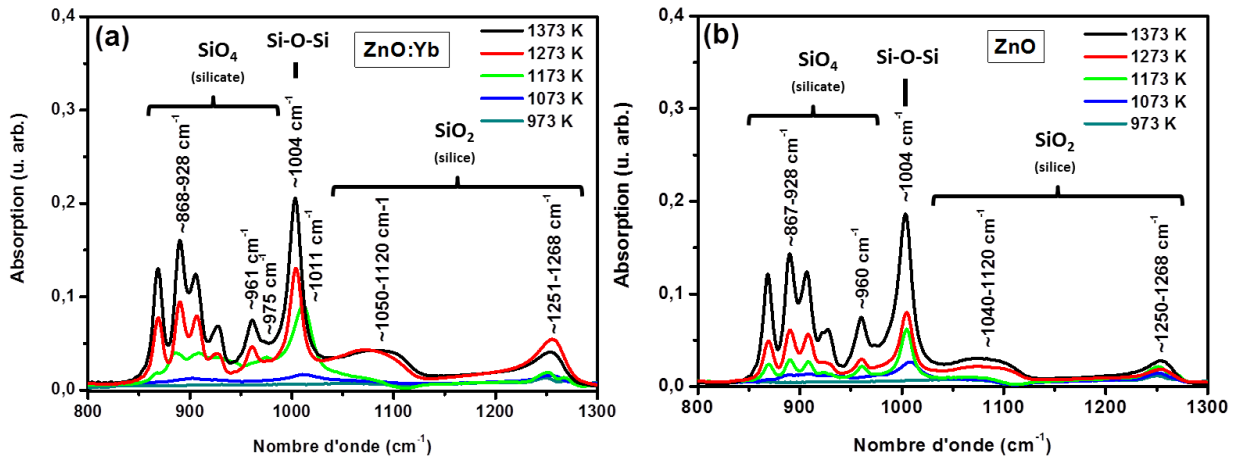 (a)
SiO4
(silicate)
Si-O-Si
ZnO:Yb
1373 K
1273 K
1173 K
1073 K
973 K
SiO2
(silice)
~868-928 cm-1
~961 cm-1
~975 cm-1
~1004 cm-1
~1011 cm-1
~1050-1120 cm-1
~1251-1268 cm-1
Absorption (u. arb.)
0,4
0,3
0,2
0,1
0,0
800
900
1000
1100
1200
1300
Nombre d'onde (cm-1)
(b)
SiO4
(silicate)
Si-O-Si
ZnO
1373 K
1273 K
1173 K
1073 K
973 K
SiO2
(silice)
~867-928 cm-1
~960 cm-1
~1004 cm-1
~1040-1120 cm-1
~1250-1268 cm-1
Absorption (u. arb.)
0,4
0,3
0,2
0,1
0,0
800
900
1000
1100
1200
1300
Nombre d'onde (cm-1)